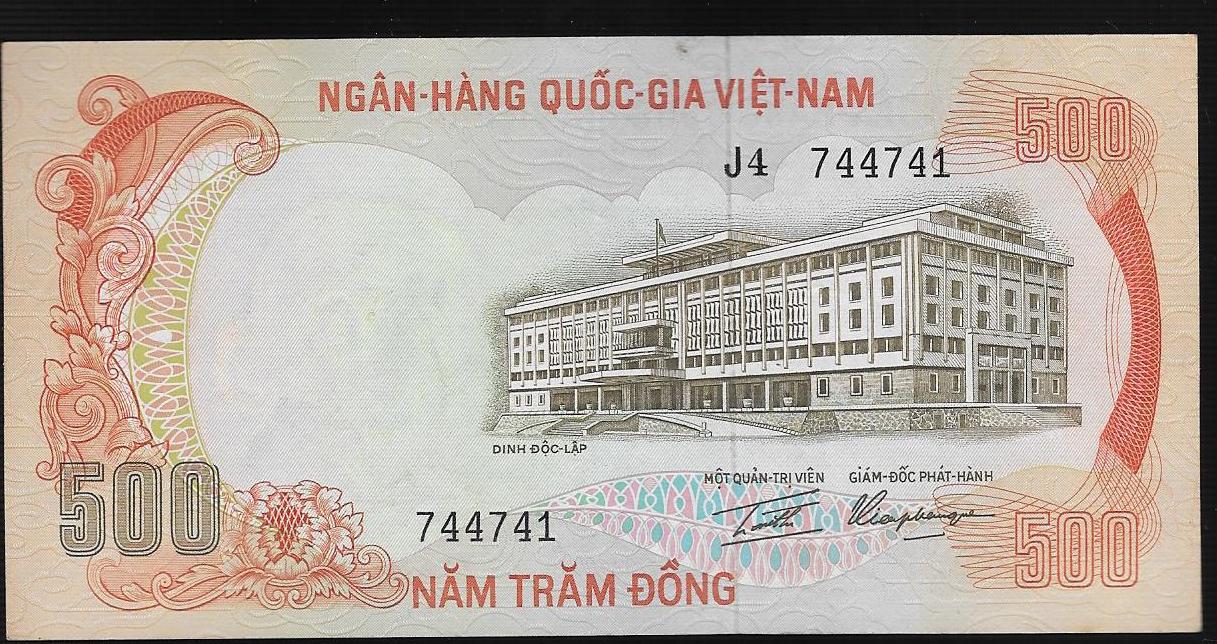 NGÂN-HÀNG QUỐC-GIA VIỆT-NAM
500
J4 744741
DINH ĐỘC-LẬP
MỘT QUẢN-TRỊ VIÊN GIÁM-ĐỐC PHÁT-HÀNH
500
744741
500
NĂM TRĂM ĐỒNG